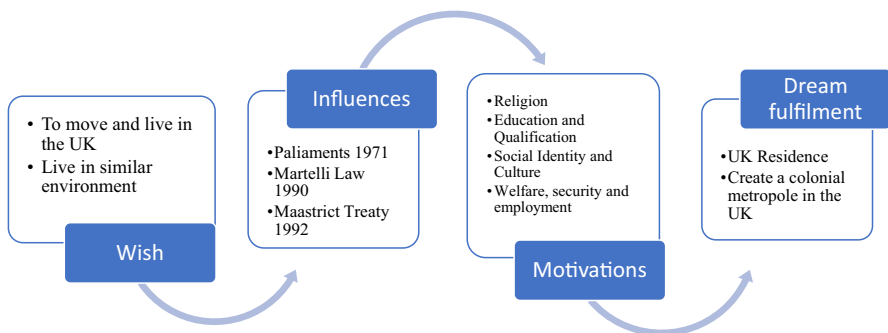 • To move and live in
the UK
• Live in similar
environment
Wish
Influences
•Paliaments 1971
•Martelli Law
1990
•Maastrict Treaty
1992
•Religion
•Education and
Qualification
•Social Identity and
Culture
•Welfare, security and
employment
Motivations
Dream
fulfilment
•UK Residence
•Create a colonial
metropole in the
UK